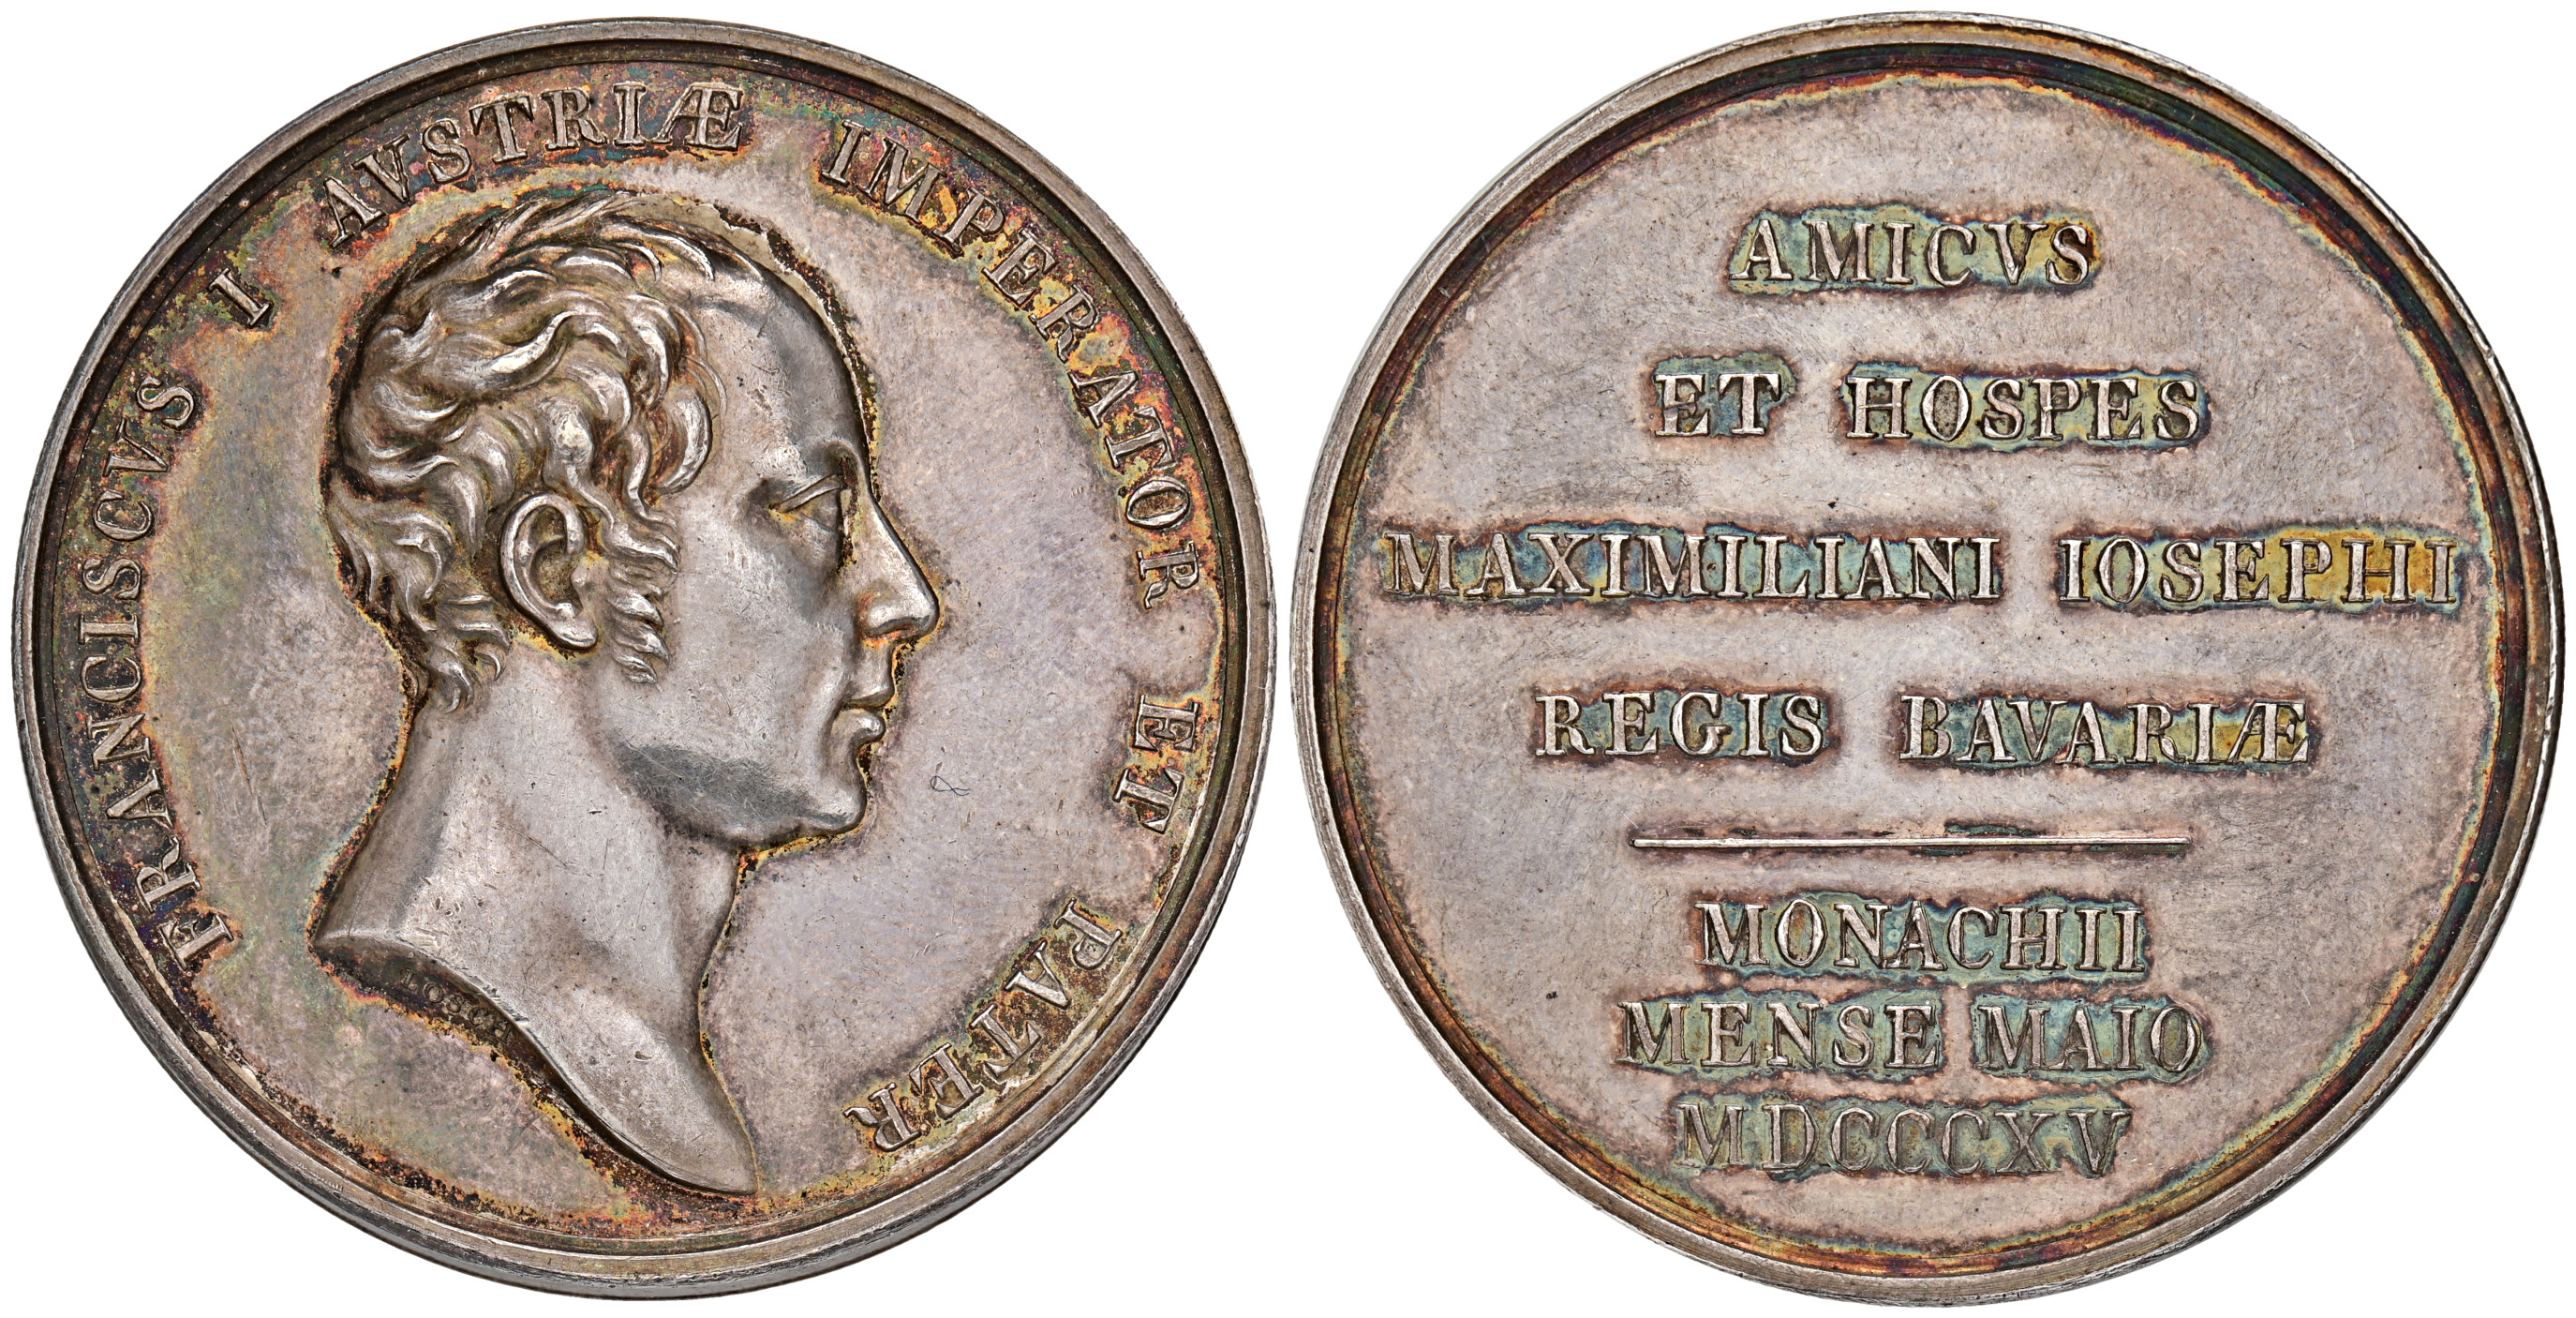 FRANCISCVS I AVSTRIÆ IMPERATOR ET PATER
LOSCH
AMICVS
ET HOSPES
MAXIMILIANI IOSEPHI
REGIS BAVARIÆ
MONACHII
MENSE MAIO
MDCCCXV